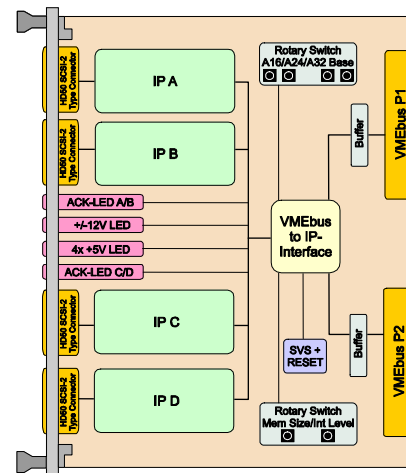 HD50 SCSI-2
Type Connector
IP A
Rotary Switch
A16/A24/A32 Base
VMEbus P1
Buffer
HD50 SCSI-2
Type Connector
IP B
ACK-LED A/B
+/-12V LED
4x +5V LED
ACK-LED C/D
VMEbus
to IP-
Interface
HD50 SCSI-2
Type Connector
IP C
SVS +
RESET
Buffer
VMEbus P2
HD50 SCSI-2
Type Connector
IP D
Rotary Switch
Mem Size/Int Level